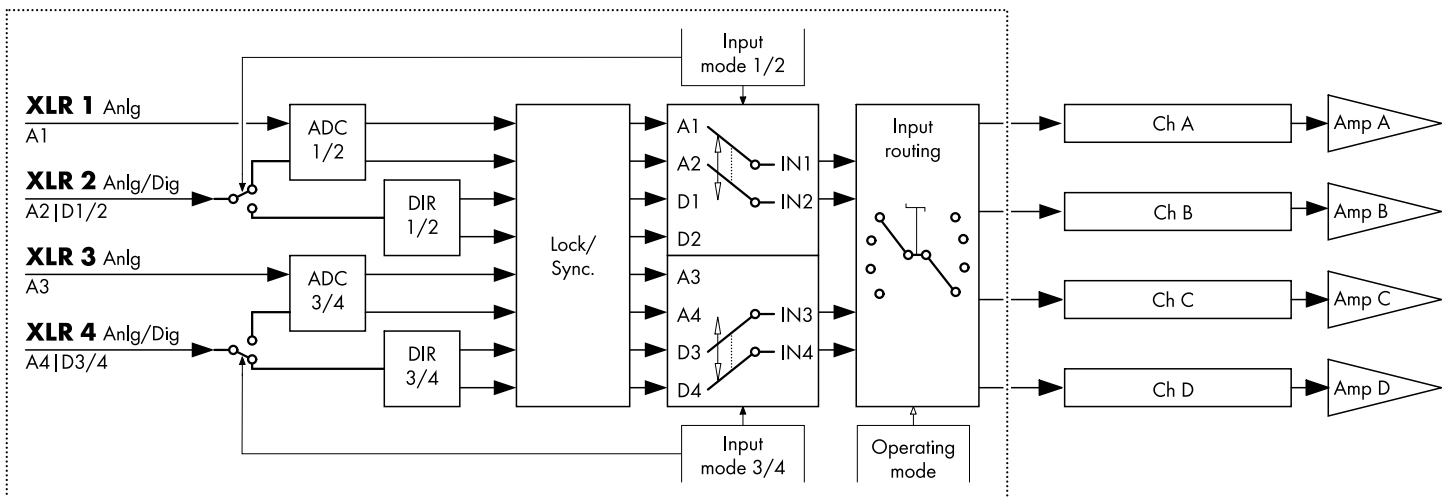 Input
mode 1/2
XLR 1 Anlg
A1
ADC
1/2
XLR 2 Anlg/Dig
A2|D1/2
DIR
1/2
XLR 3 Anlg
A3
ADC
3/4
XLR 4 Anlg/Dig
A4|D3/4
DIR
3/4
Lock/
Sync.
A1
A2
D1
D2
IN1
IN2
A3
A4
D3
D4
IN3
IN4
Input
mode 3/4
Input
routing
Operating
mode
Ch A
Amp A
Ch B
Amp B
Ch C
Amp C
Ch D
Amp D